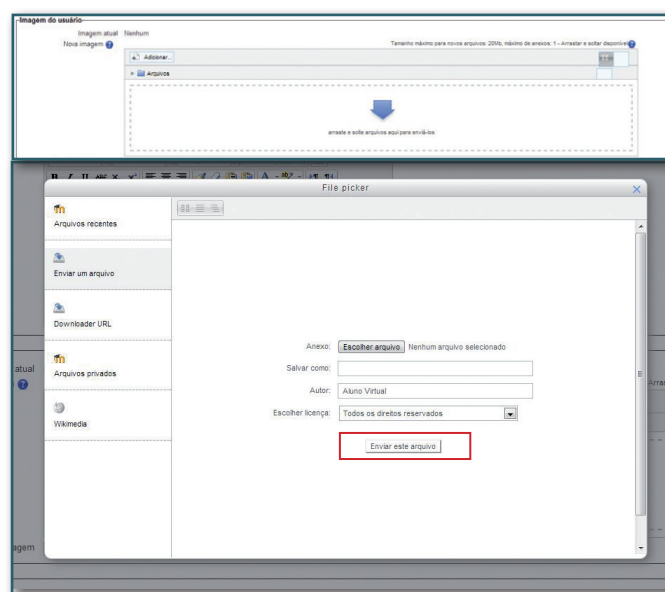 Imagem do usuário
Imagem atual Nenhum
Nova imagem Tamanho máximo para novos arquivos: 20Mb, máximo de anexos: 1 - Arrastar e soltar disponível
Adicionar...
Arquivos
arraste e solte arquivos aqui para enviá-los
File picker
Arquivos recentes
Enviar um arquivo
Downloader URL
Arquivos privados
Wikimedia
Anexo: Escolher arquivo Nenhum arquivo selecionado
Salvar como:
Autor: Aluno Virtual
Escolher licença: Todos os direitos reservados
Enviar este arquivo
atual
Arra
agem